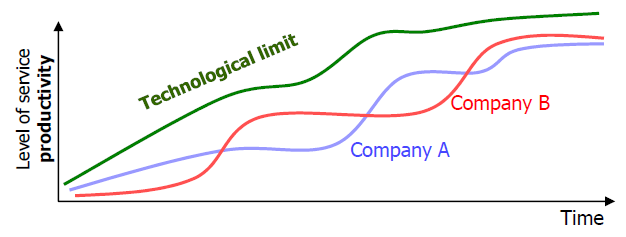 Level of service
productivity
Technological limit
Company B
Company A
Time